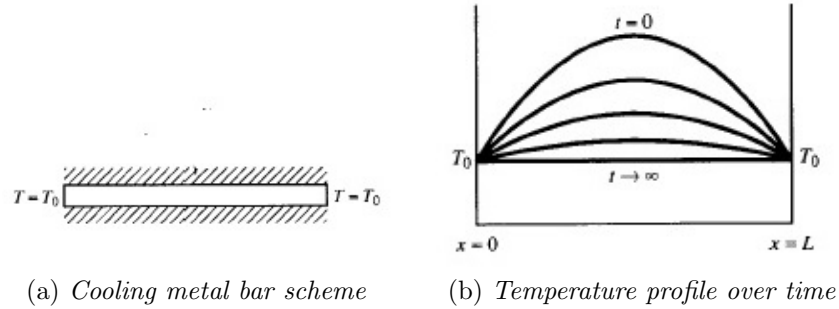 t = 0
T₀
T₀
t → ∞
x = 0
x = L
T = T₀
T = T₀
(a) Cooling metal bar scheme
(b) Temperature profile over time